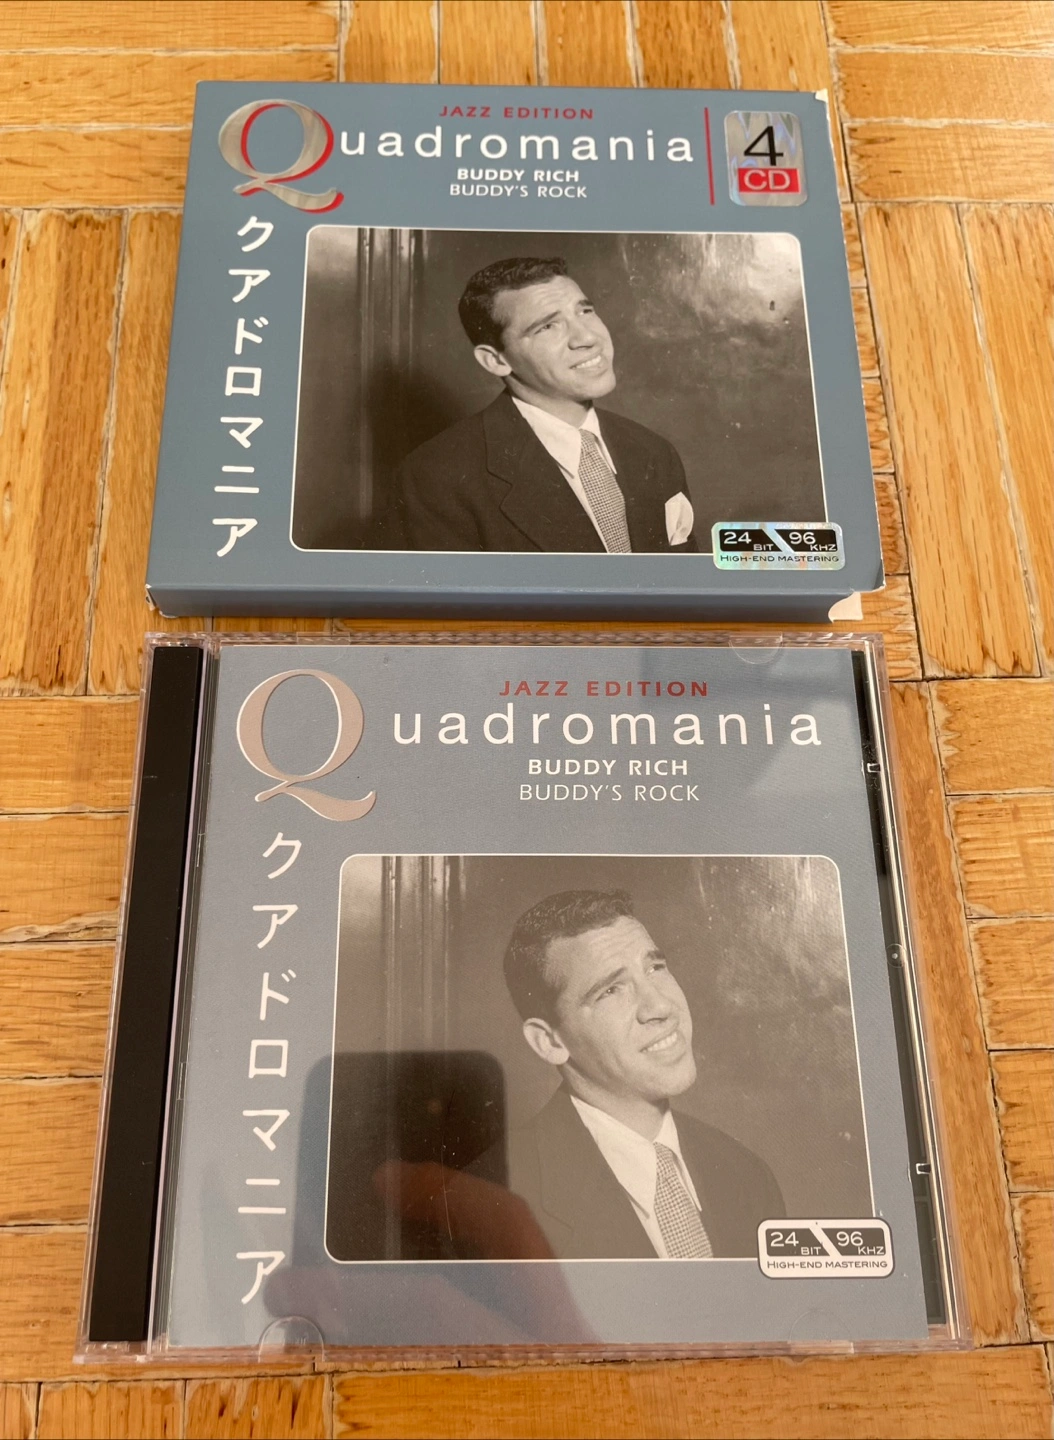 JAZZ EDITION
Quadromania
BUDDY RICH
BUDDY'S ROCK
4
CD
クアドロマニア
24 BIT 96 KHZ
HIGH-END MASTERING
JAZZ EDITION
Quadromania
BUDDY RICH
BUDDY'S ROCK
クアドロマニア
24 BIT 96 KHZ
HIGH-END MASTERING